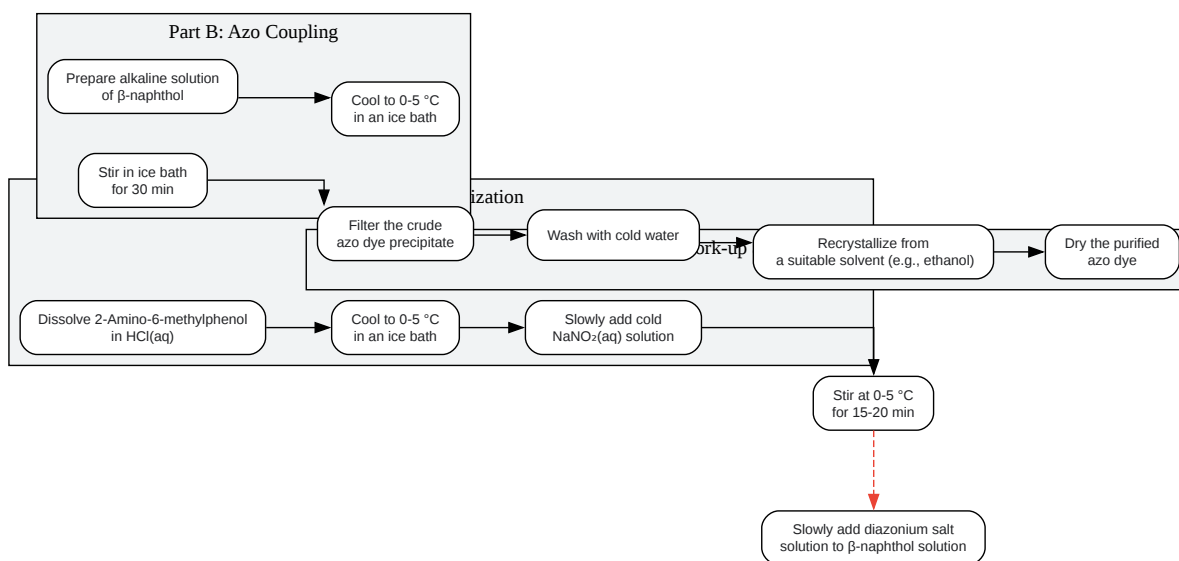 Part B: Azo Coupling
Prepare alkaline solution
of β-naphthol
Cool to 0-5 °C
in an ice bath
Stir in ice bath
for 30 min
ization
Filter the crude
azo dye precipitate
Wash with cold water
ork-up
Recrystallize from
a suitable solvent (e.g., ethanol)
Dry the purified
azo dye
Dissolve 2-Amino-6-methylphenol
in HCl(aq)
Cool to 0-5 °C
in an ice bath
Slowly add cold
NaNO₂(aq) solution
Stir at 0-5 °C
for 15-20 min
Slowly add diazonium salt
solution to β-naphthol solution